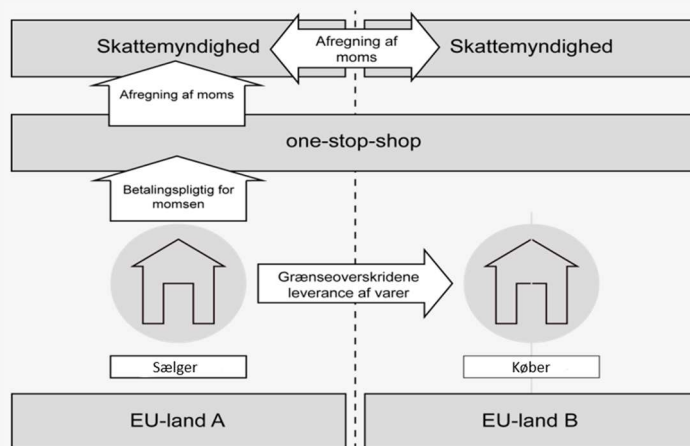 Skattemyndighed
Afregning af
moms
Skattemyndighed
Afregning af moms
one-stop-shop
Betalingspligtig for
momsen
Grænseoverskridene
leverance af varer
Sælger
Køber
EU-land A
EU-land B